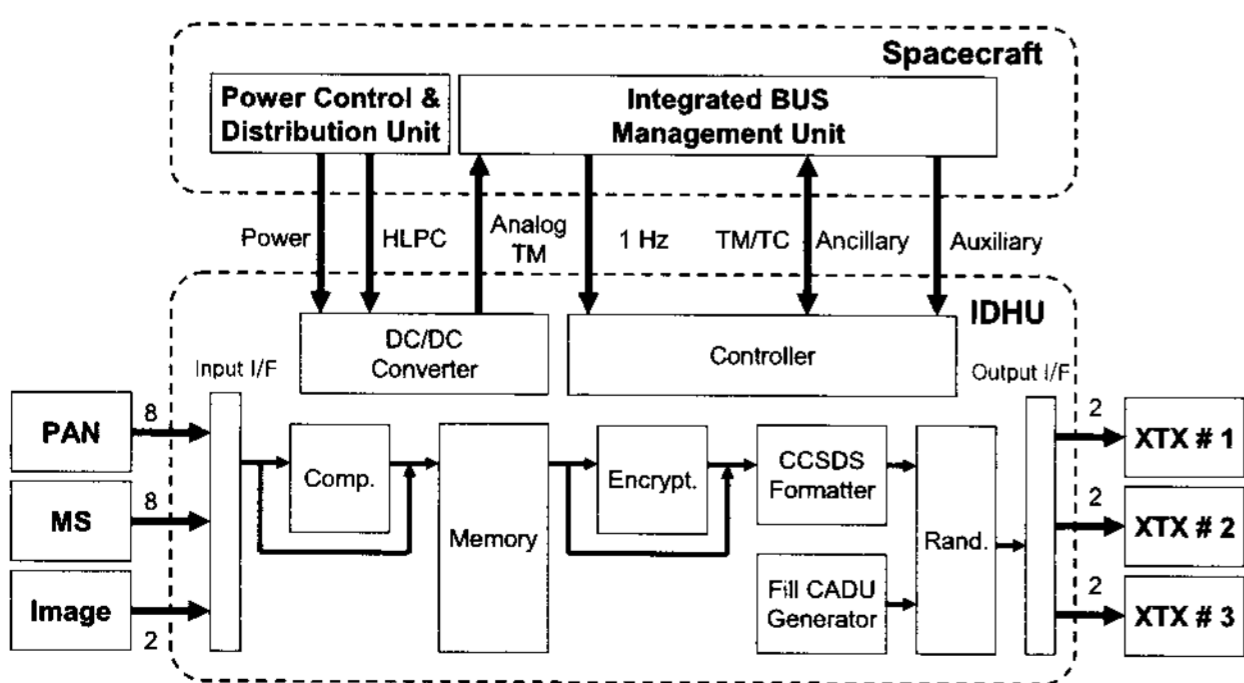 Spacecraft
Power Control &
Distribution Unit
Integrated BUS
Management Unit
Power
HLPC
Analog
TM
1 Hz
TM/TC
Ancillary
Auxiliary
IDHU
DC/DC
Converter
Controller
Input I/F
Output I/F
PAN
8
MS
8
Image
2
Comp.
Memory
Encrypt.
CCSDS
Formatter
Fill CADU
Generator
Rand.
2
XTX # 1
2
XTX # 2
2
XTX # 3